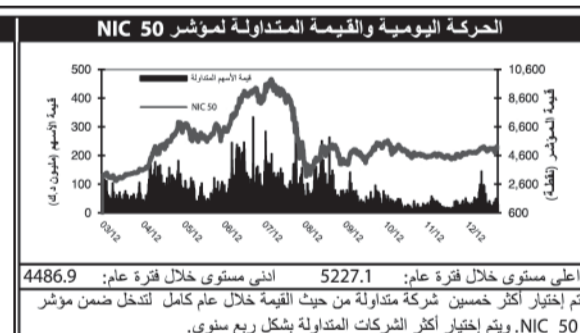 الحركة اليومية والقيمة المتداولة لمؤشر NIC 50
500
400
300
200
100
0
قيمة الأسهم (مليون د.ك)
قيمة الأسهم المتداولة
NIC 50
10,600
8,600
6,600
4,600
2,600
600
قيمة المؤشر (نقطة)
03/12
04/12
05/12
06/12
07/12
08/12
09/12
10/12
11/12
12/12
اعلى مستوى خلال فترة عام: 5227.1 ادنى مستوى خلال فترة عام: 4486.9
تم إختيار أكثر خمسين شركة متداولة من حيث القيمة خلال عام كامل لتدخل ضمن مؤشر
NIC 50. ويتم إختيار أكثر الشركات المتداولة بشكل ربع سنوي.